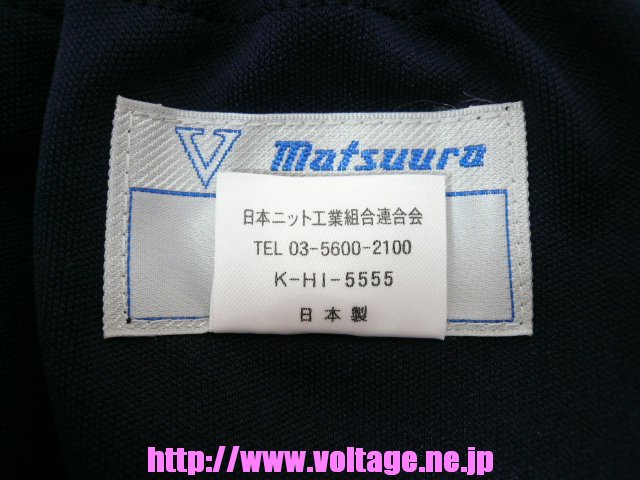 V Matsuura
日本ニット工業組合連合会
TEL 03-5600-2100
K-HI-5555
日本製
http://www.voltage.ne.jp